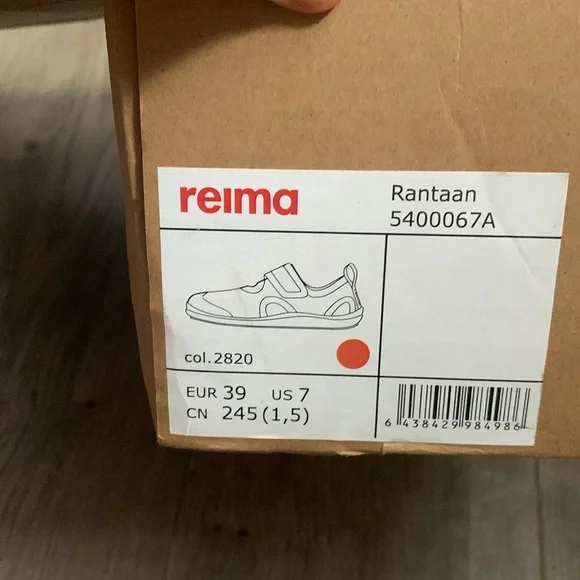 reima
Rantaan
5400067A
col.2820
EUR 39 US 7
CN 245(1,5)
6 438429 984986